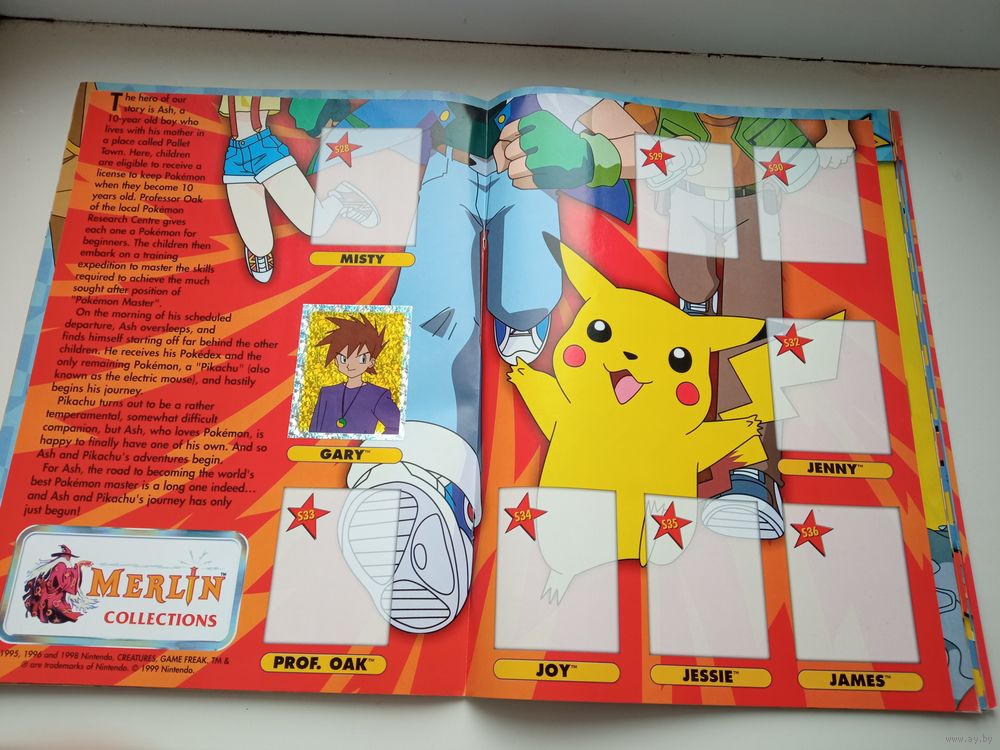 The hero of our
story is Ash, a
10-year old boy who
lives with his mother in
a place called Pallet
Town. Here, children
are eligible to receive a
license to keep Pokémon
when they become 10
years old. Professor Oak
of the local Pokémon
Research Centre gives
each one a Pokémon for
beginners. The children then
embark on a training
expedition to master the skills
required to achieve the much
sought after position of
"Pokémon Master".
On the morning of his scheduled
departure, Ash oversleeps, and
finds himself starting off far behind the other
children. He receives his Pokédex and the
only remaining Pokémon, a "Pikachu" (also
known as the electric mouse), and hastily
begins his journey.
Pikachu turns out to be a rather
temperamental, somewhat difficult
companion, but Ash, who loves Pokémon, is
happy to finally have one of his own. And so
Ash and Pikachu's adventures begin.
For Ash, the road to becoming the world's
best Pokémon master is a long one indeed...
and Ash and Pikachu's journey has only
just begun!
MERLIN™
COLLECTIONS
1995, 1996 and 1998 Nintendo, CREATURES, GAME FREAK. TM &
® are trademarks of Nintendo. © 1999 Nintendo.
S28
MISTY
GARY™
S33
PROF. OAK™
S29
S30
S32
JENNY™
S34
JOY™
S35
JESSIE™
S36
JAMES™
www.ay.by